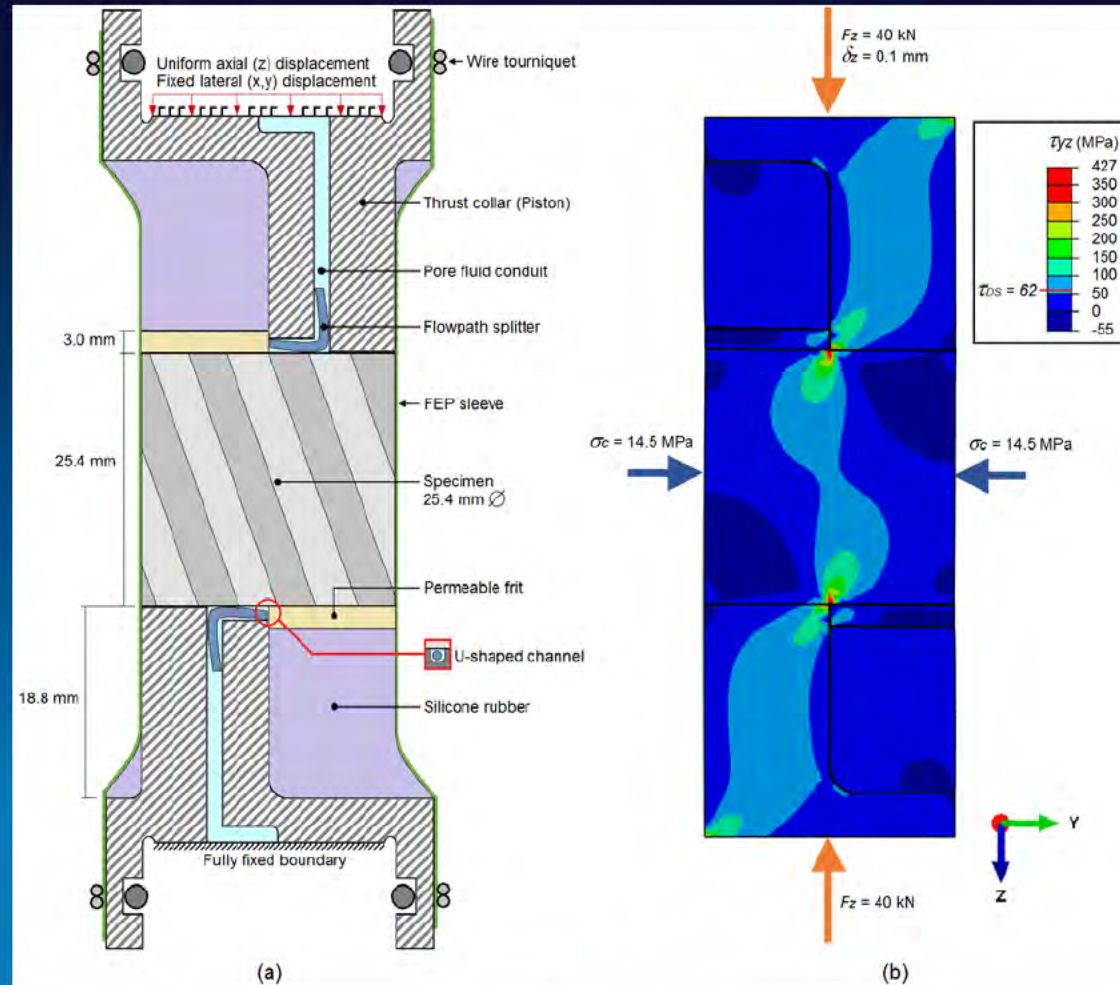 Uniform axial (z) displacement
Fixed lateral (x,y) displacement
Wire tourniquet
Thrust collar (Piston)
Pore fluid conduit
Flowpath splitter
3.0 mm
FEP sleeve
25.4 mm
Specimen
25.4 mm ∅
Permeable frit
U-shaped channel
18.8 mm
Silicone rubber
Fully fixed boundary
(a)
Fz = 40 kN
δz = 0.1 mm
τyz (MPa)
427
350
300
250
200
150
100
τDS = 62
50
0
-55
σc = 14.5 MPa
σc = 14.5 MPa
Y
Z
Fz = 40 kN
(b)